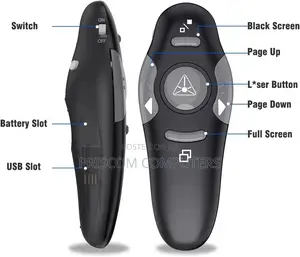 Switch
ON
OFF
Battery Slot
USB Slot
Black Screen
Page Up
L*ser Button
Page Down
Full Screen
COMPUTERS